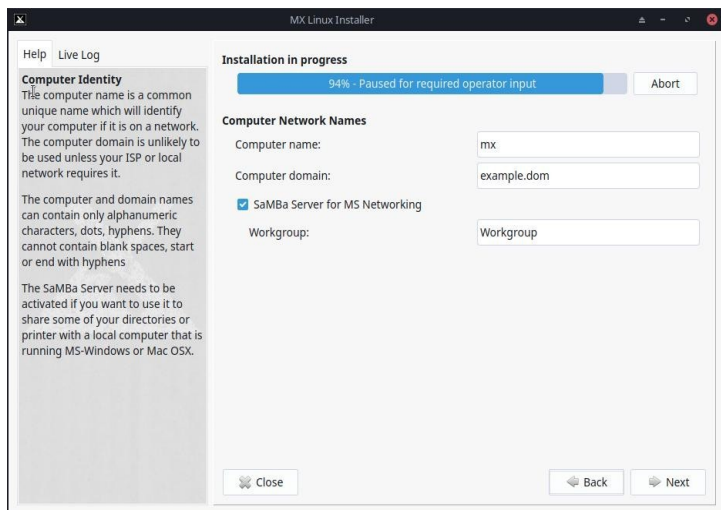 MX Linux Installer
Help Live Log
Computer Identity
The computer name is a common
unique name which will identify
your computer if it is on a network.
The computer domain is unlikely to
be used unless your ISP or local
network requires it.
The computer and domain names
can contain only alphanumeric
characters, dots, hyphens. They
cannot contain blank spaces, start
or end with hyphens
The SaMBa Server needs to be
activated if you want to use it to
share some of your directories or
printer with a local computer that is
running MS-Windows or Mac OSX.
Installation in progress
94% - Paused for required operator input Abort
Computer Network Names
Computer name: mx
Computer domain: example.dom
SaMBa Server for MS Networking
Workgroup: Workgroup
Close Back Next